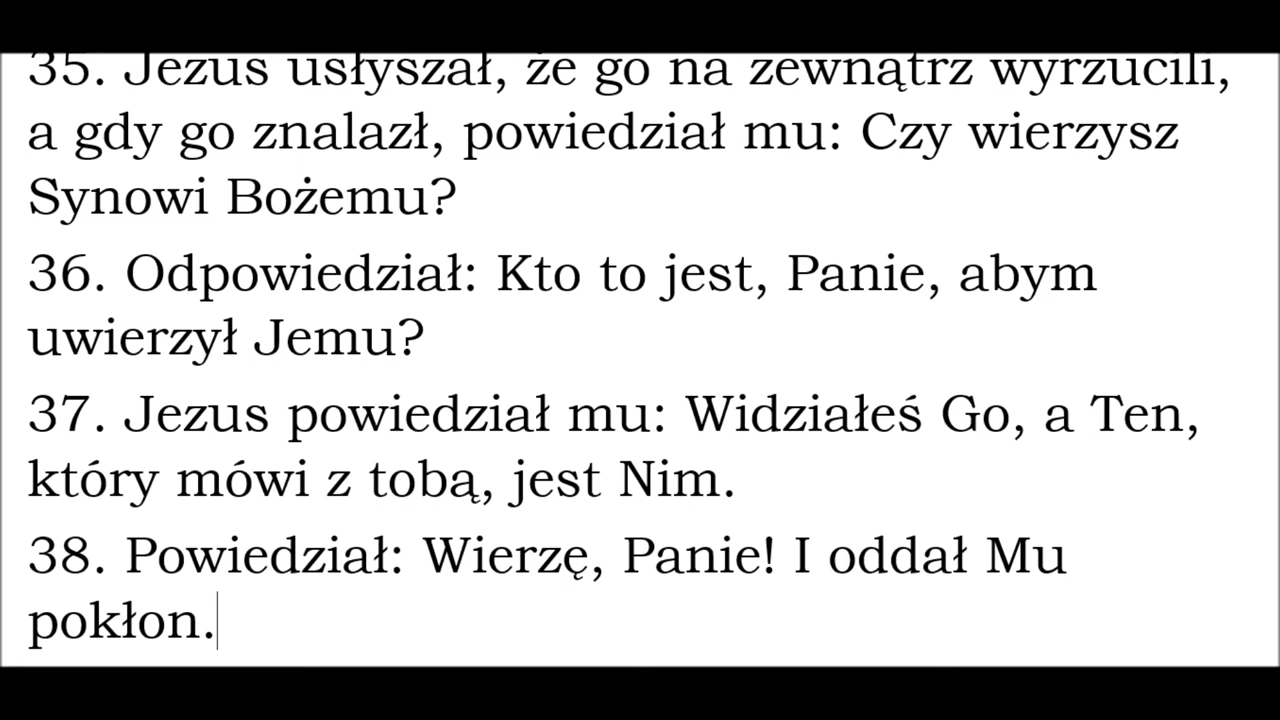 35. Jezus usłyszał, że go na zewnątrz wyrzucili,
a gdy go znalazł, powiedział mu: Czy wierzysz
Synowi Bożemu?
36. Odpowiedział: Kto to jest, Panie, abym
uwierzył Jemu?
37. Jezus powiedział mu: Widziałeś Go, a Ten,
który mówi z tobą, jest Nim.
38. Powiedział: Wierzę, Panie! I oddał Mu
pokłon.